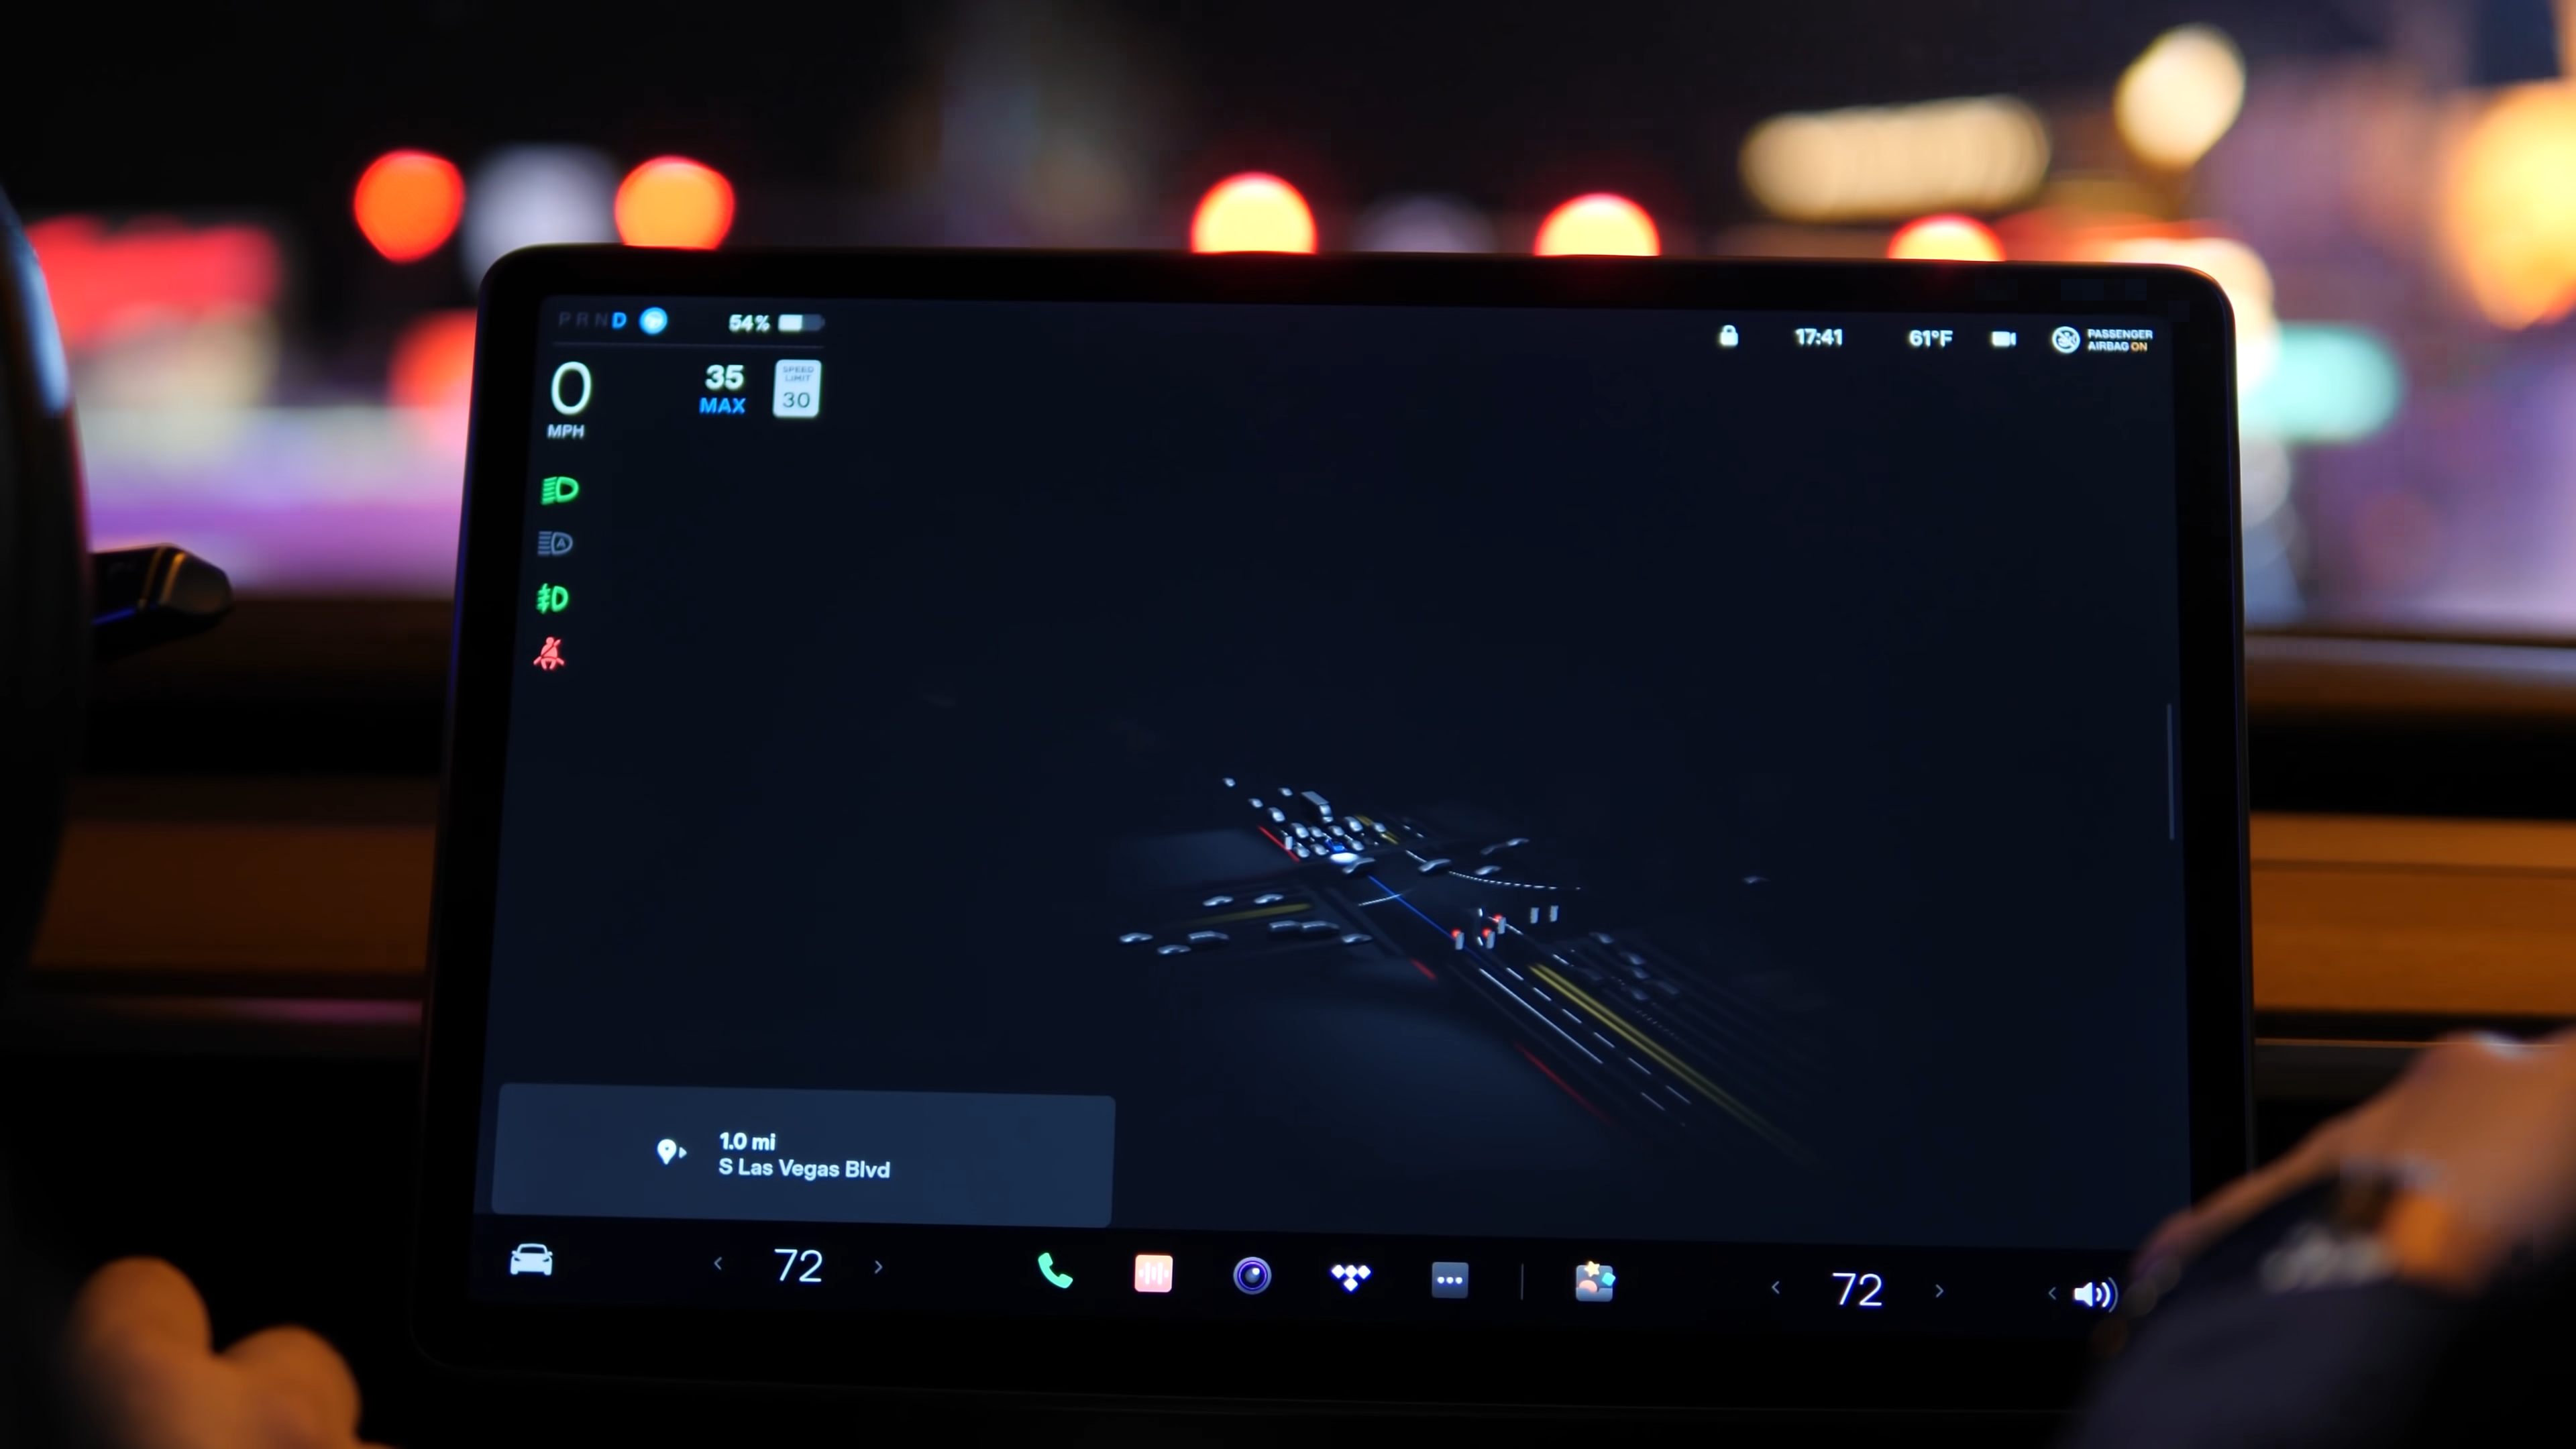 PRND
54%
17:41
61°F
PASSENGER
AIRBAG ON
0
MPH
35
MAX
SPEED
LIMIT
30
A
1.0 mi
S Las Vegas Blvd
72
72